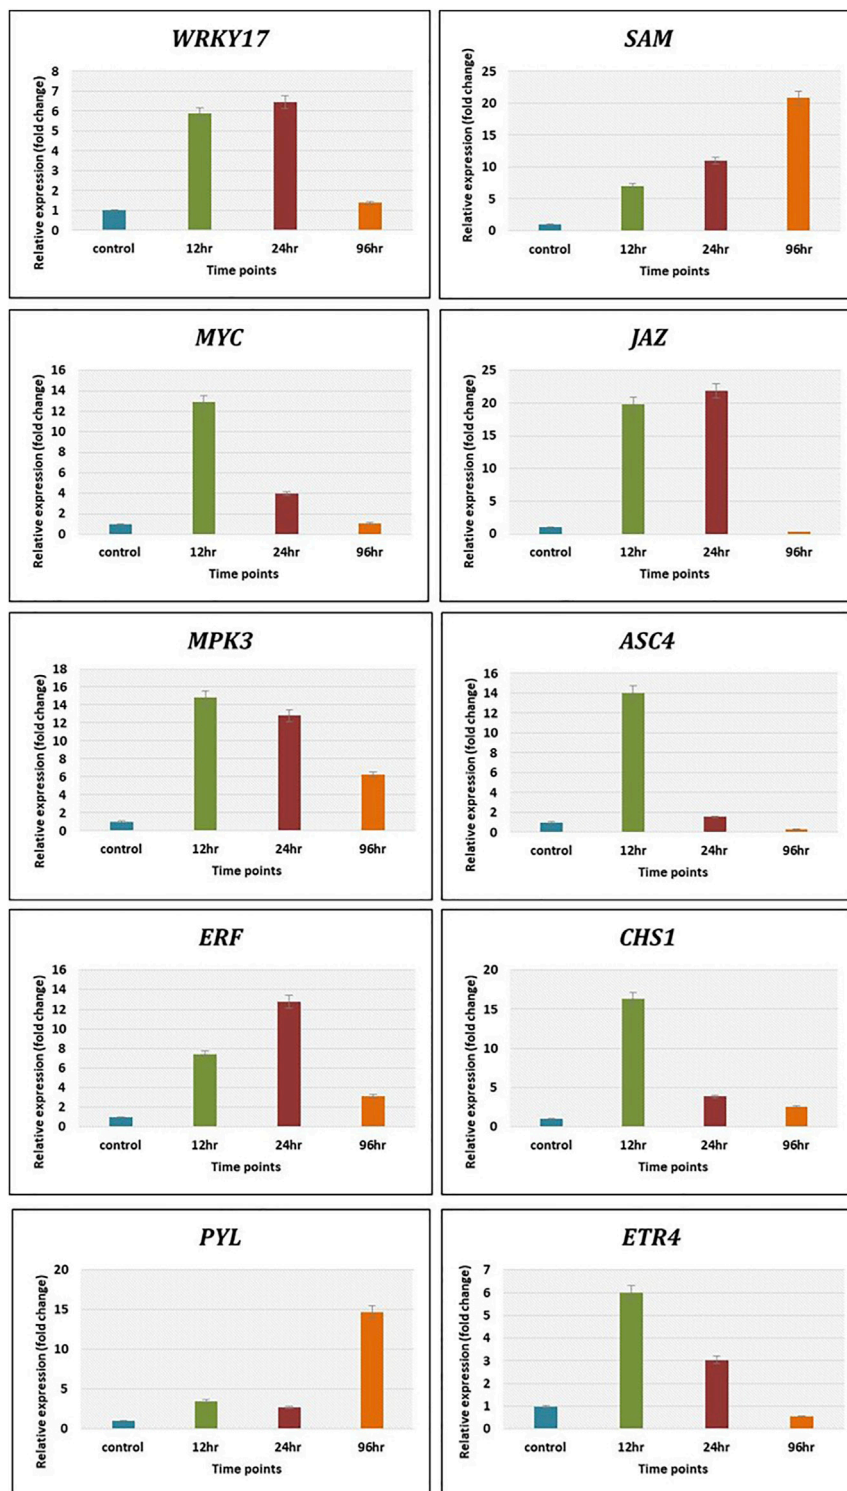 WRKY17
Relative expression (fold change)
8
7
6
5
4
3
2
1
0
control 12hr 24hr 96hr
Time points
SAM
Relative expression (fold change)
25
20
15
10
5
0
control 12hr 24hr 96hr
Time points
MYC
Relative expression (fold change)
16
14
12
10
8
6
4
2
0
control 12hr 24hr 96hr
Time points
JAZ
Relative expression (fold change)
25
20
15
10
5
0
control 12hr 24hr 96hr
Time points
MPK3
Relative expression (fold change)
18
16
14
12
10
8
6
4
2
0
control 12hr 24hr 96hr
Time points
ASC4
Relative expression (fold change)
16
14
12
10
8
6
4
2
0
control 12hr 24hr 96hr
Time points
ERF
Relative expression (fold change)
16
14
12
10
8
6
4
2
0
control 12hr 24hr 96hr
Time points
CHS1
Relative expression (fold change)
20
15
10
5
0
control 12hr 24hr 96hr
Time points
PYL
Relative expression (fold change)
20
15
10
5
0
control 12hr 24hr 96hr
Time points
ETR4
Relative expression (fold change)
7
6
5
4
3
2
1
0
control 12hr 24hr 96hr
Time points